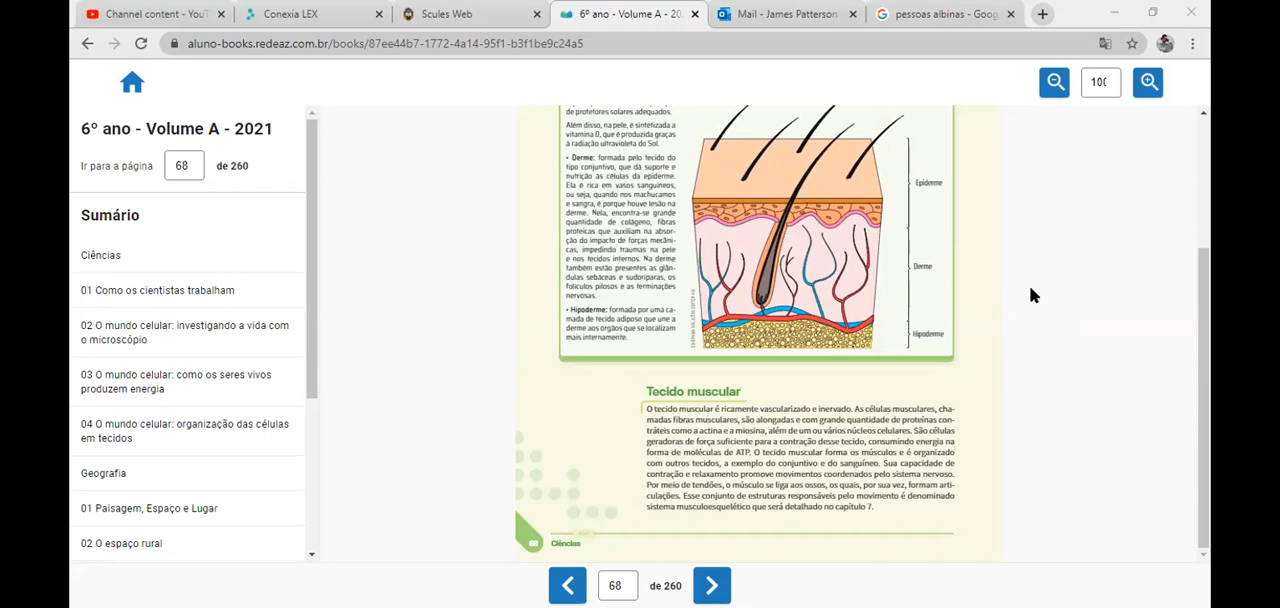 Channel content - YouT
Conexia LEX
Scules Web
6º ano - Volume A - 202
Mail - James Patterson
pessoas albinas - Goog
aluno-books.redeaz.com.br/books/87ee44b7-1772-4a14-95f1-b3f1be9c24a5
6º ano - Volume A - 2021
Ir para a página 68 de 260
Sumário
Ciências
01 Como os cientistas trabalham
02 O mundo celular: investigando a vida com
o microscópio
03 O mundo celular: como os seres vivos
produzem energia
04 O mundo celular: organização das células
em tecidos
Geografia
01 Paisagem, Espaço e Lugar
02 O espaço rural
de protetores solares adequados.
Além disso, na pele, é sintetizada a
vitamina D, que é produzida graças
à radiação ultravioleta do Sol.
• Derme: formada pelo tecido do
tipo conjuntivo, que dá suporte e
nutrição às células da epiderme.
Ela é rica em vasos sanguíneos,
ou seja, quando nos machucamos
e sangra, é porque houve lesão na
derme. Nela, encontra-se grande
quantidade de colágeno, fibras
proteicas que auxiliam na absor-
ção do impacto de forças mecâni-
cas, impedindo traumas na pele
e nos tecidos internos. Na derme
também estão presentes as glân-
dulas sebáceas e sudoríparas, os
folículos pilosos e as terminações
nervosas.
• Hipoderme: formada por uma ca-
mada de tecido adiposo que une a
derme aos órgãos que se localizam
mais internamente.
Epiderme
Derme
Hipoderme
Tecido muscular
O tecido muscular é ricamente vascularizado e inervado. As células musculares, cha-
madas fibras musculares, são alongadas e com grande quantidade de proteínas con-
tráteis como a actina e a miosina, além de um ou vários núcleos celulares. São células
geradoras de força suficiente para a contração desse tecido, consumindo energia na
forma de moléculas de ATP. O tecido muscular forma os músculos e é organizado
com outros tecidos, a exemplo do conjuntivo e do sanguíneo. Sua capacidade de
contração e relaxamento promove movimentos coordenados pelo sistema nervoso.
Por meio de tendões, o músculo se liga aos ossos, os quais, por sua vez, formam arti-
culações. Esse conjunto de estruturas responsáveis pelo movimento é denominado
sistema musculoesquelético que será detalhado no capítulo 7.
68 Ciências
68 de 260